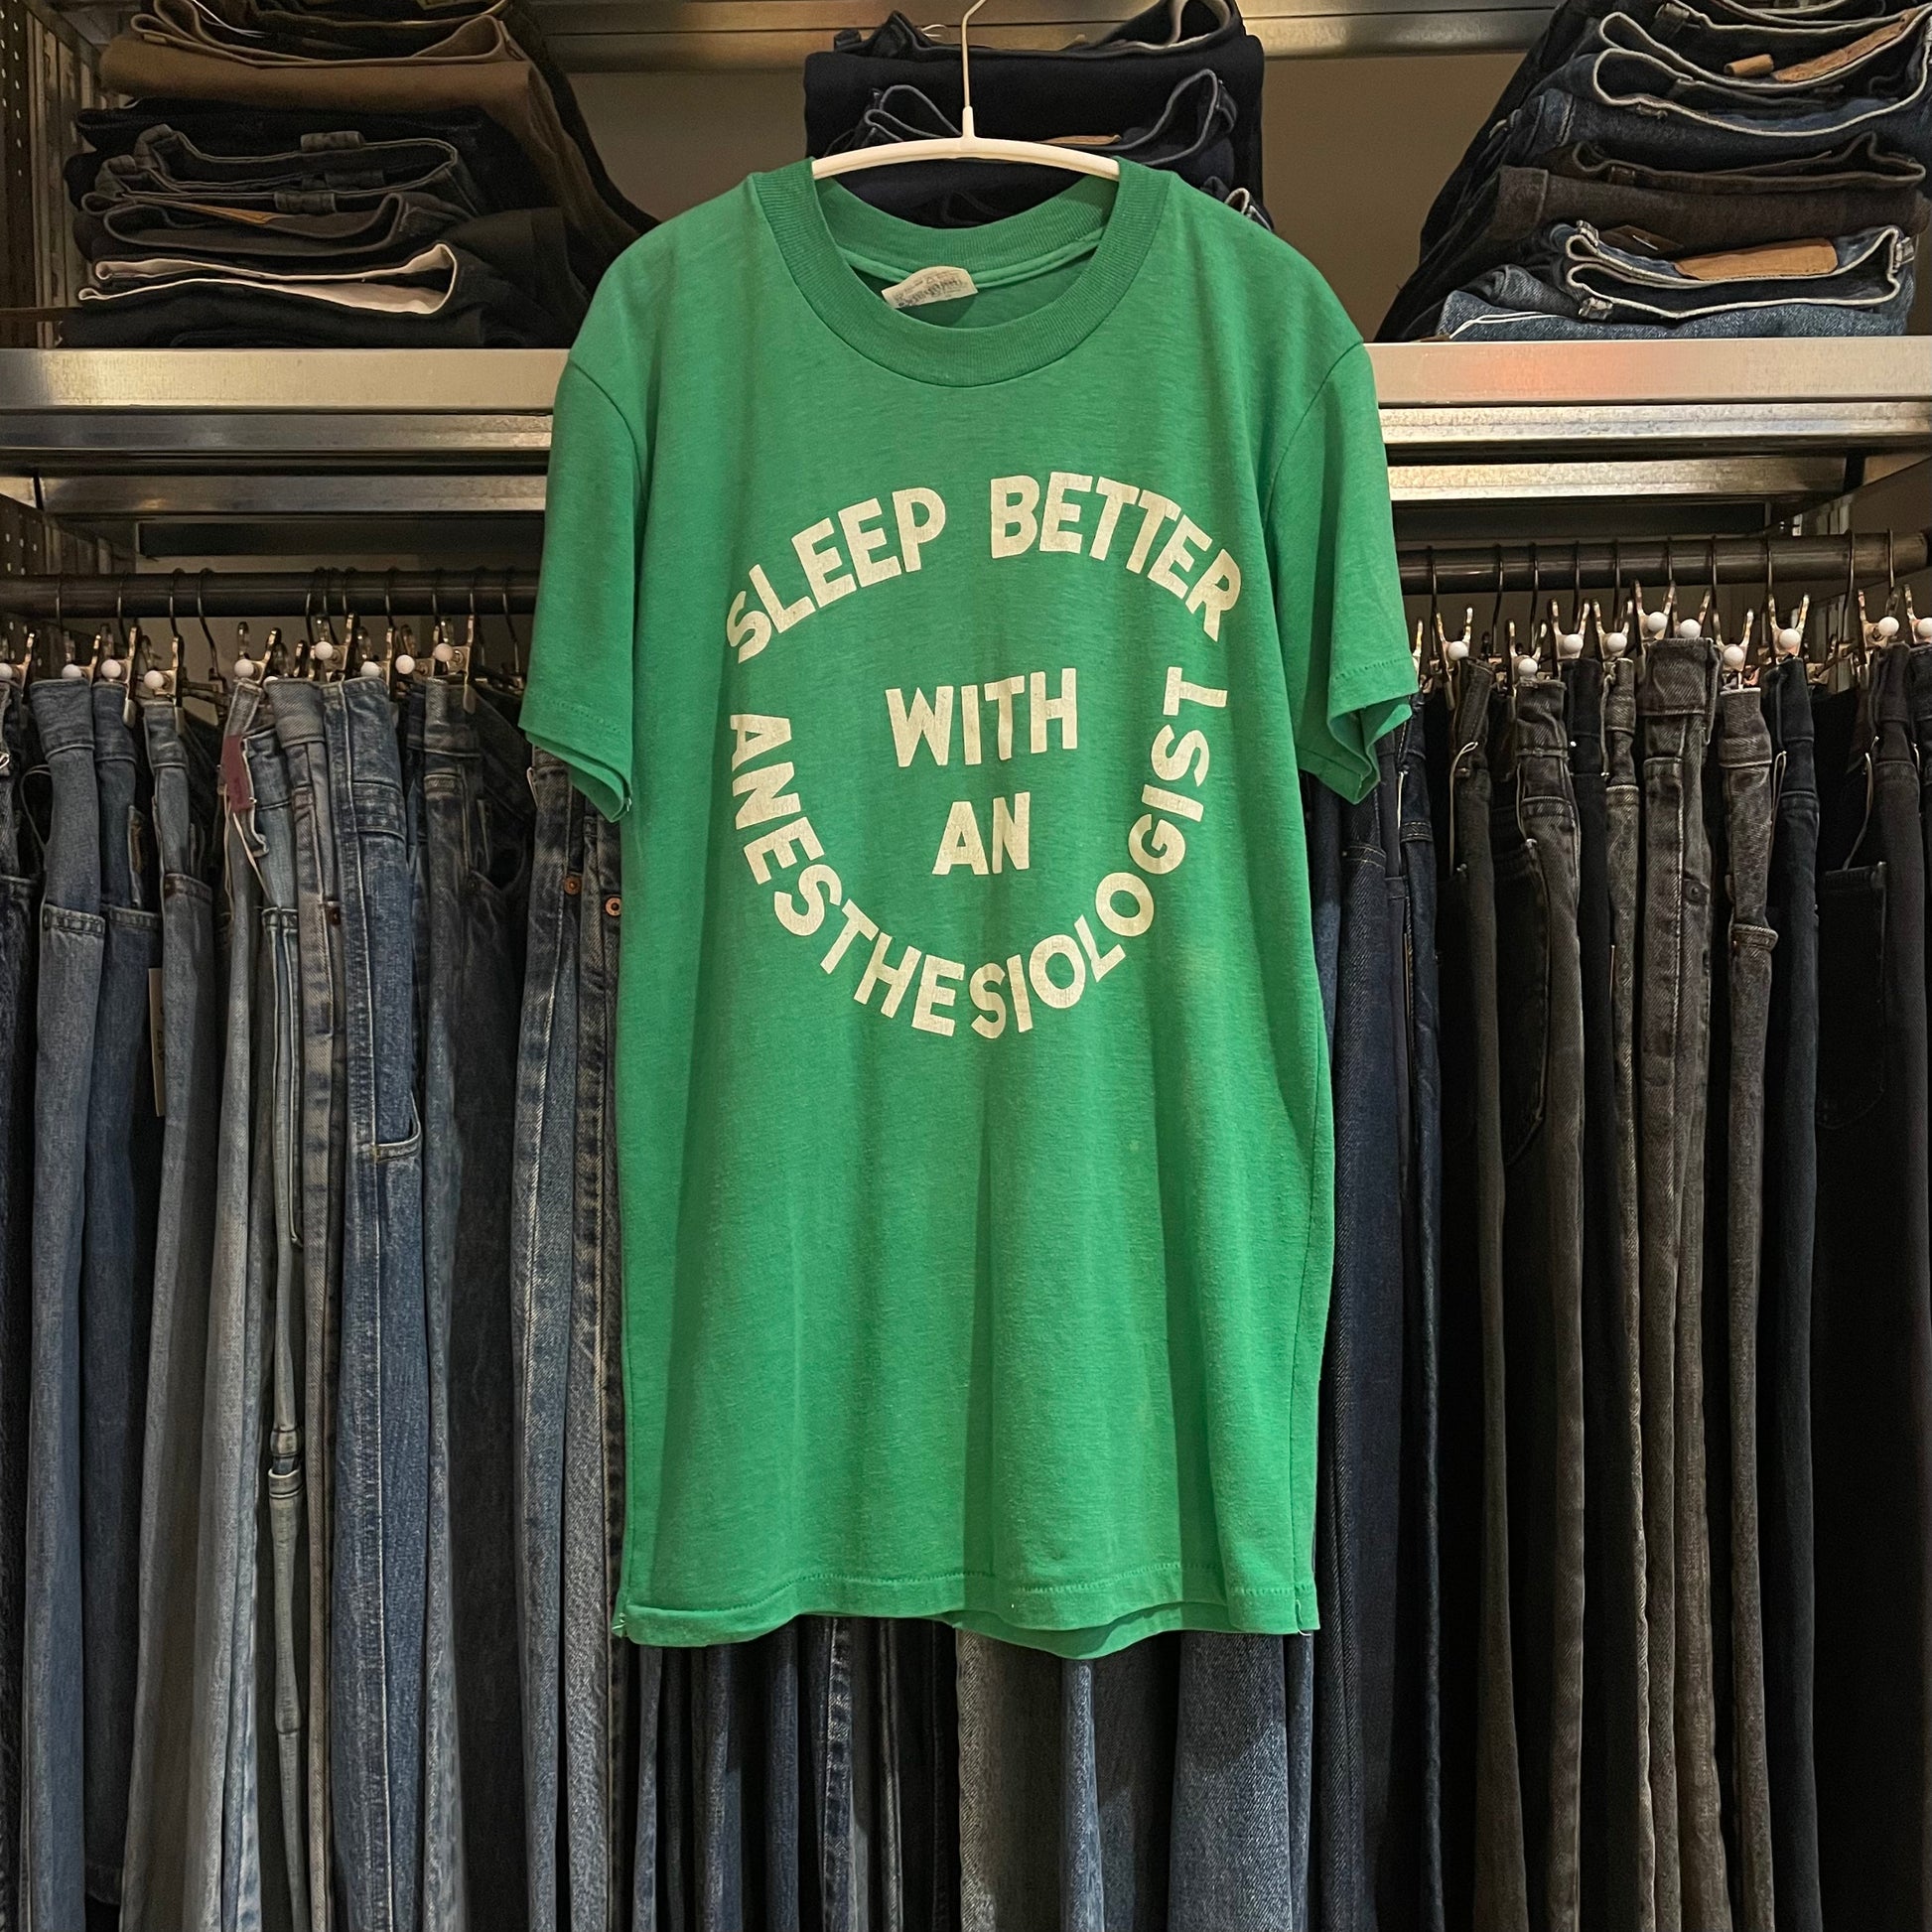 SLEEP BETTER
WITH
AN
ANESTHESIOLOGIST